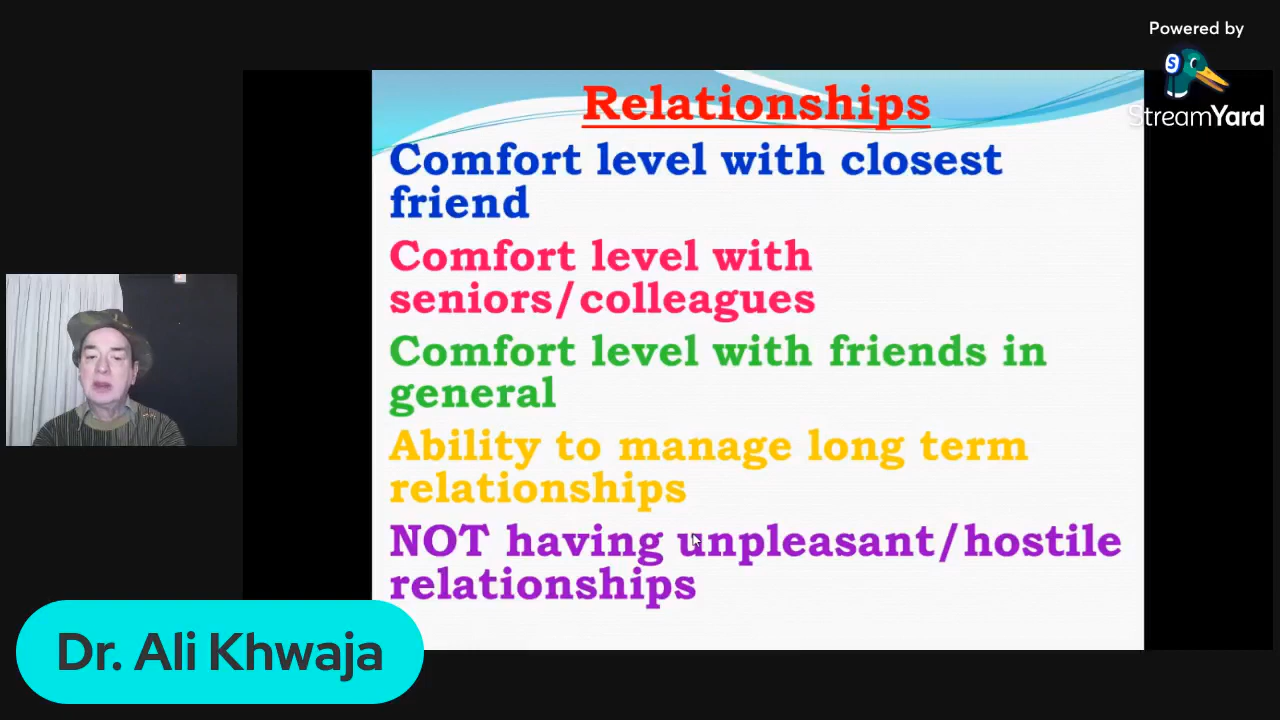 Powered by
S
StreamYard
Relationships
Comfort level with closest
friend
Comfort level with
seniors/colleagues
Comfort level with friends in
general
Ability to manage long term
relationships
NOT having unpleasant/hostile
relationships
Dr. Ali Khwaja